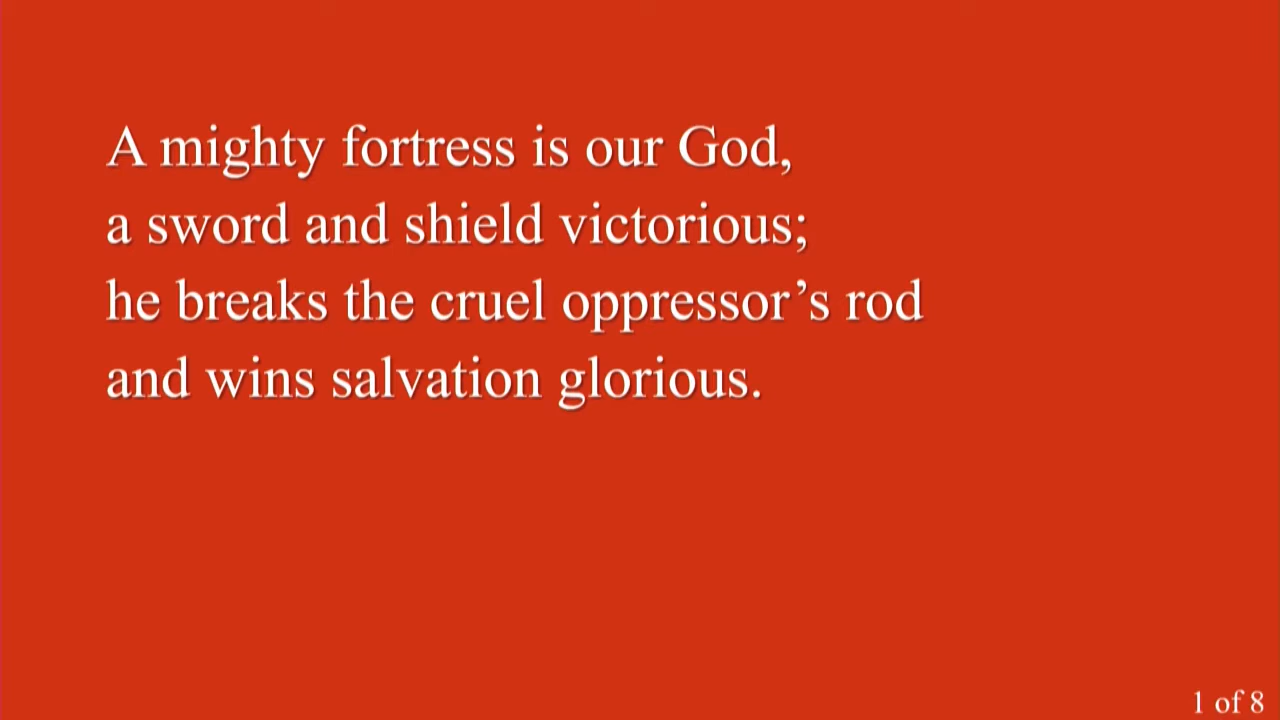 A mighty fortress is our God,
a sword and shield victorious;
he breaks the cruel oppressor’s rod
and wins salvation glorious.
1 of 8